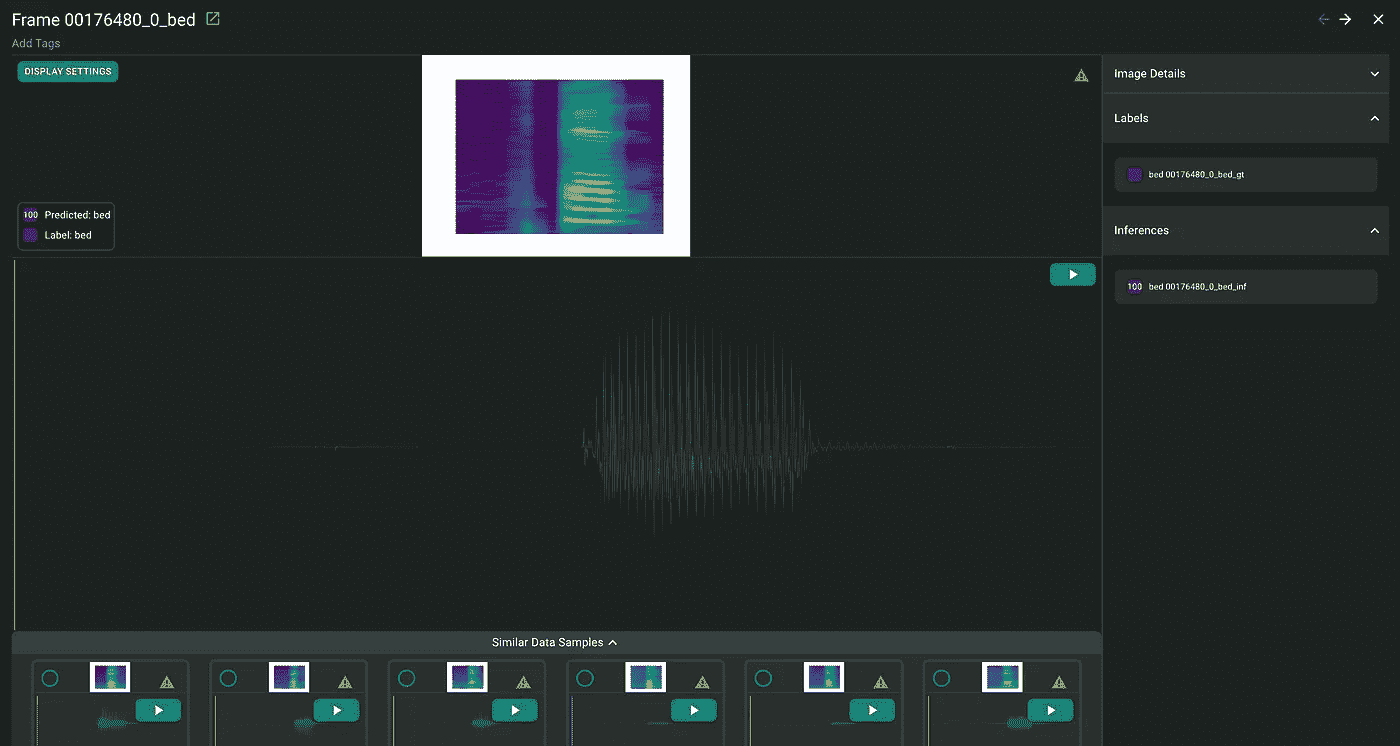 Frame 00176480_0_bed
Add Tags
DISPLAY SETTINGS
100 Predicted: bed
Label: bed
Image Details
Labels
bed 00176480_0_bed_gt
Inferences
100 bed 00176480_0_bed_inf
Similar Data Samples